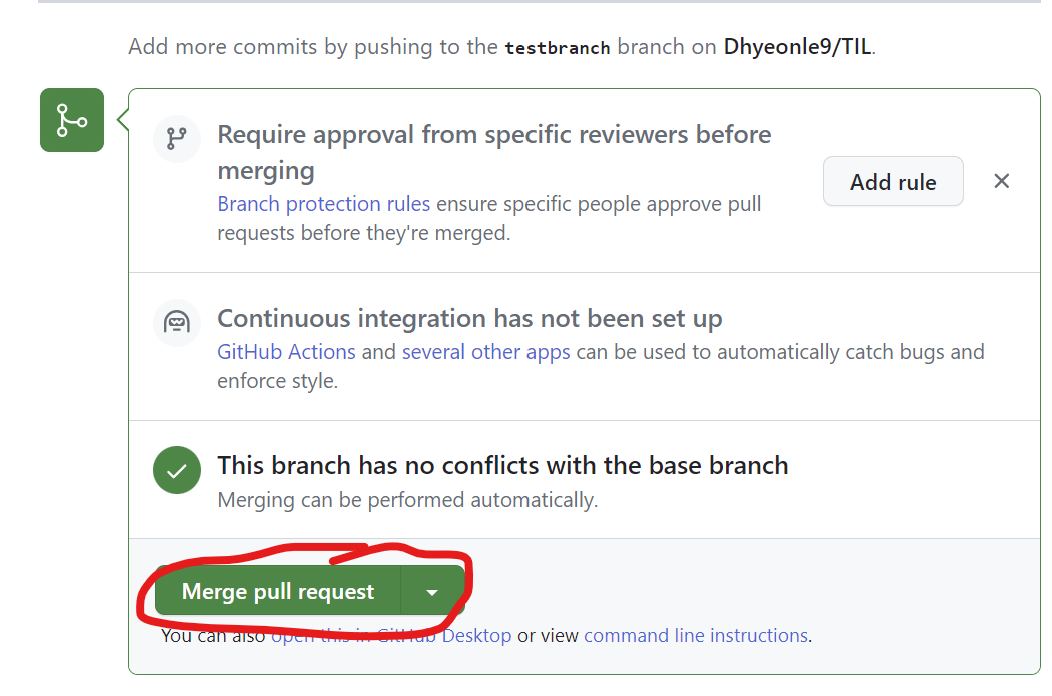 Add more commits by pushing to the testbranch branch on Dhyeonle9/TIL.
Require approval from specific reviewers before
merging
Branch protection rules ensure specific people approve pull
requests before they're merged.
Add rule
Continuous integration has not been set up
GitHub Actions and several other apps can be used to automatically catch bugs and
enforce style.
This branch has no conflicts with the base branch
Merging can be performed automatically.
Merge pull request
You can also open this in GitHub Desktop or view command line instructions.